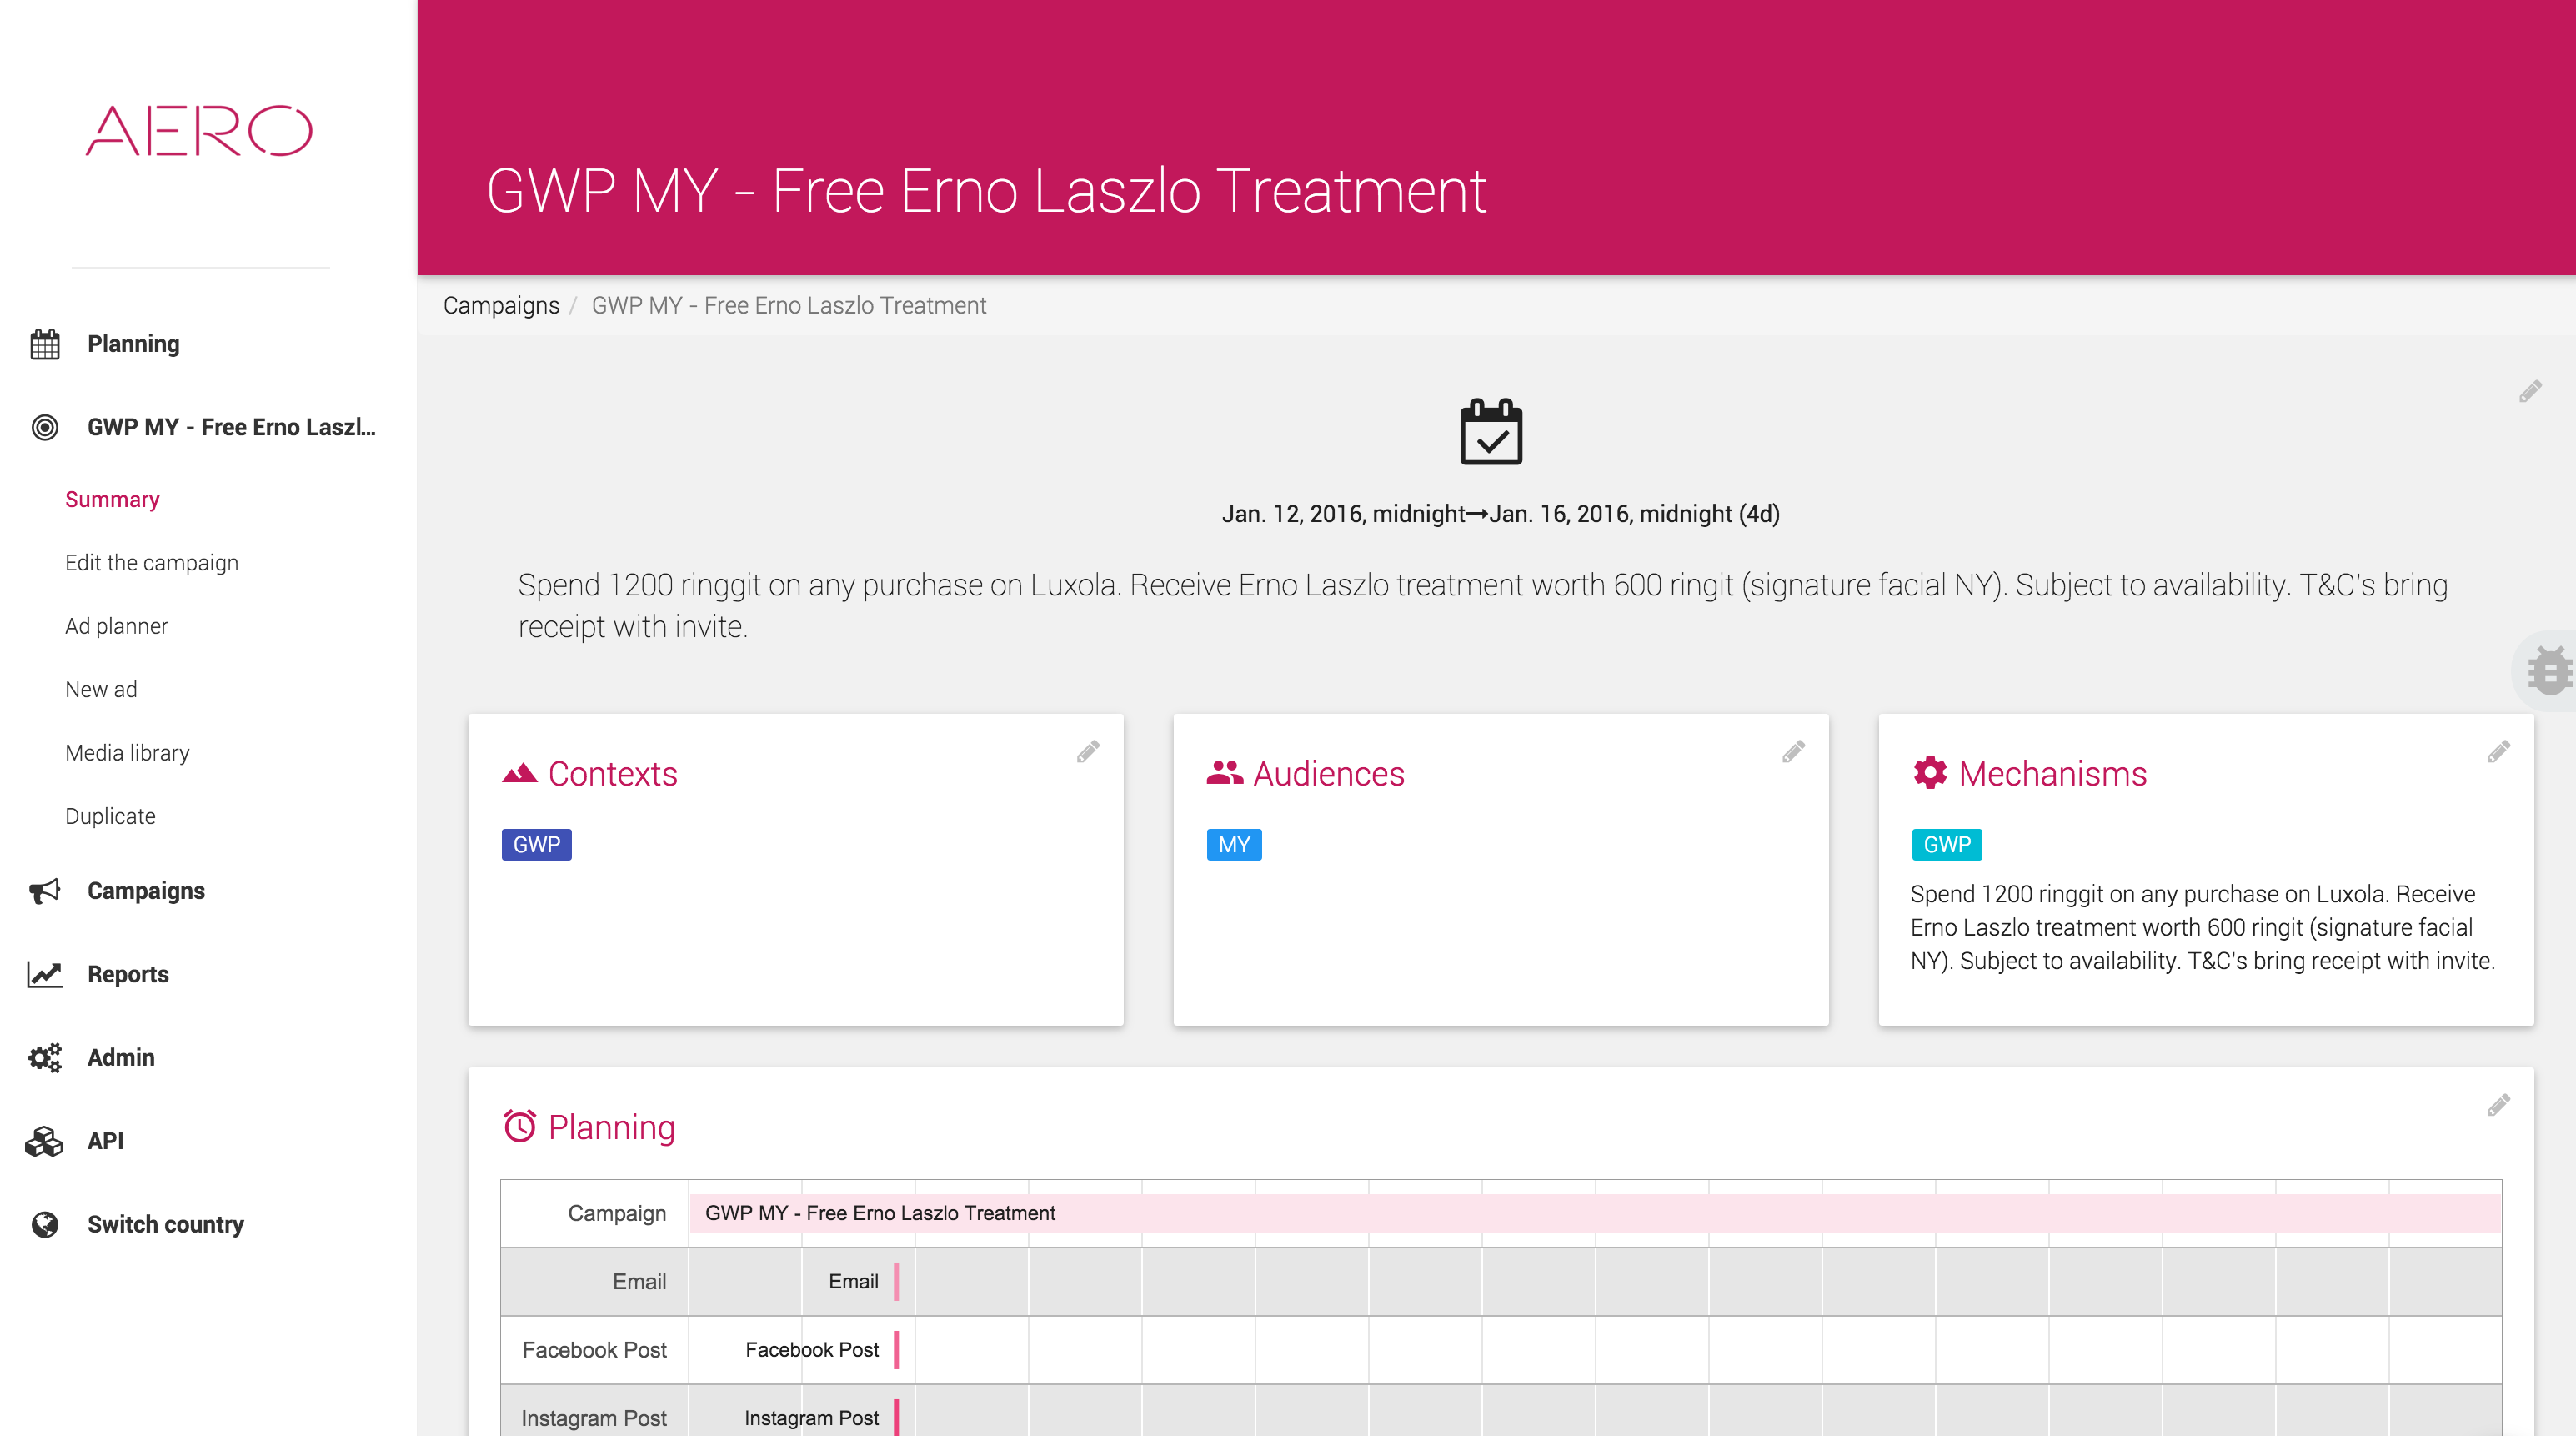 AERO
Planning
GWP MY - Free Erno Laszl...
Summary
Edit the campaign
Ad planner
New ad
Media library
Duplicate
Campaigns
Reports
Admin
API
Switch country
GWP MY - Free Erno Laszlo Treatment
Campaigns / GWP MY - Free Erno Laszlo Treatment
Jan. 12, 2016, midnight→Jan. 16, 2016, midnight (4d)
Spend 1200 ringgit on any purchase on Luxola. Receive Erno Laszlo treatment worth 600 ringit (signature facial NY). Subject to availability. T&C's bring
receipt with invite.
Contexts
GWP
Audiences
MY
Mechanisms
GWP
Spend 1200 ringgit on any purchase on Luxola. Receive
Erno Laszlo treatment worth 600 ringit (signature facial
NY). Subject to availability. T&C's bring receipt with invite.
Planning
Campaign GWP MY - Free Erno Laszlo Treatment
Email Email
Facebook Post Facebook Post
Instagram Post Instagram Post